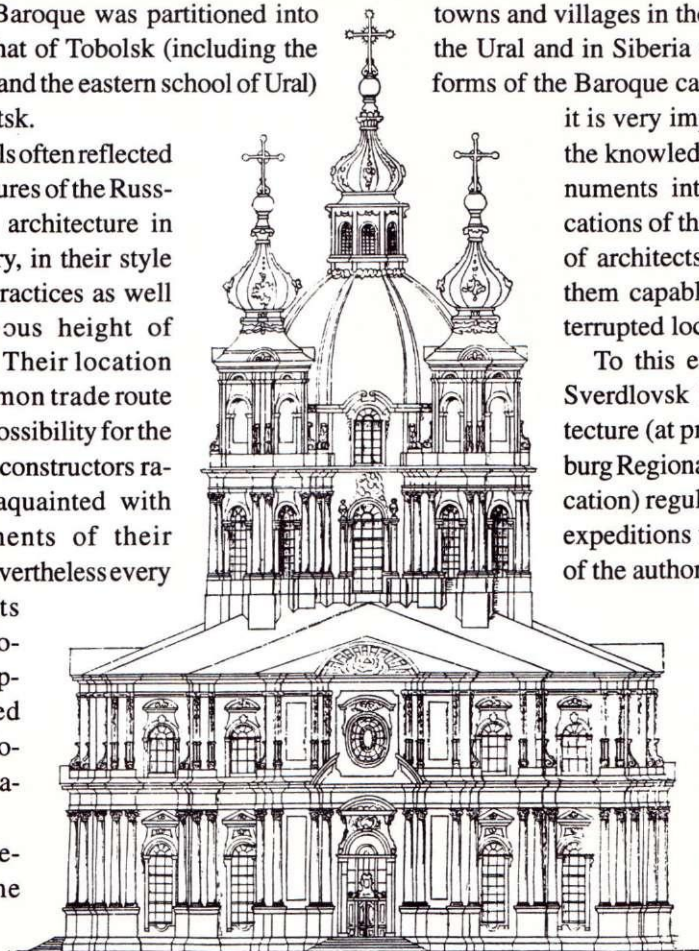 Baroque was partitioned into
hat of Tobolsk (including the
and the eastern school of Ural)
tsk.
ls often reflected
ures of the Russ-
architecture in
ry, in their style
ractices as well
ous height of
Their location
mon trade route
ossibility for the
constructors ra-
aquainted with
nents of their
vertheless every
ts
o-
p-
ed
o-
a-
e-
ne
towns and villages in the
the Ural and in Siberia
forms of the Baroque ca
it is very im
the knowled
numents int
cations of th
of architects
them capabl
terrupted loc
To this e
Sverdlovsk
tecture (at pr
burg Regiona
cation) regul
expeditions
of the author